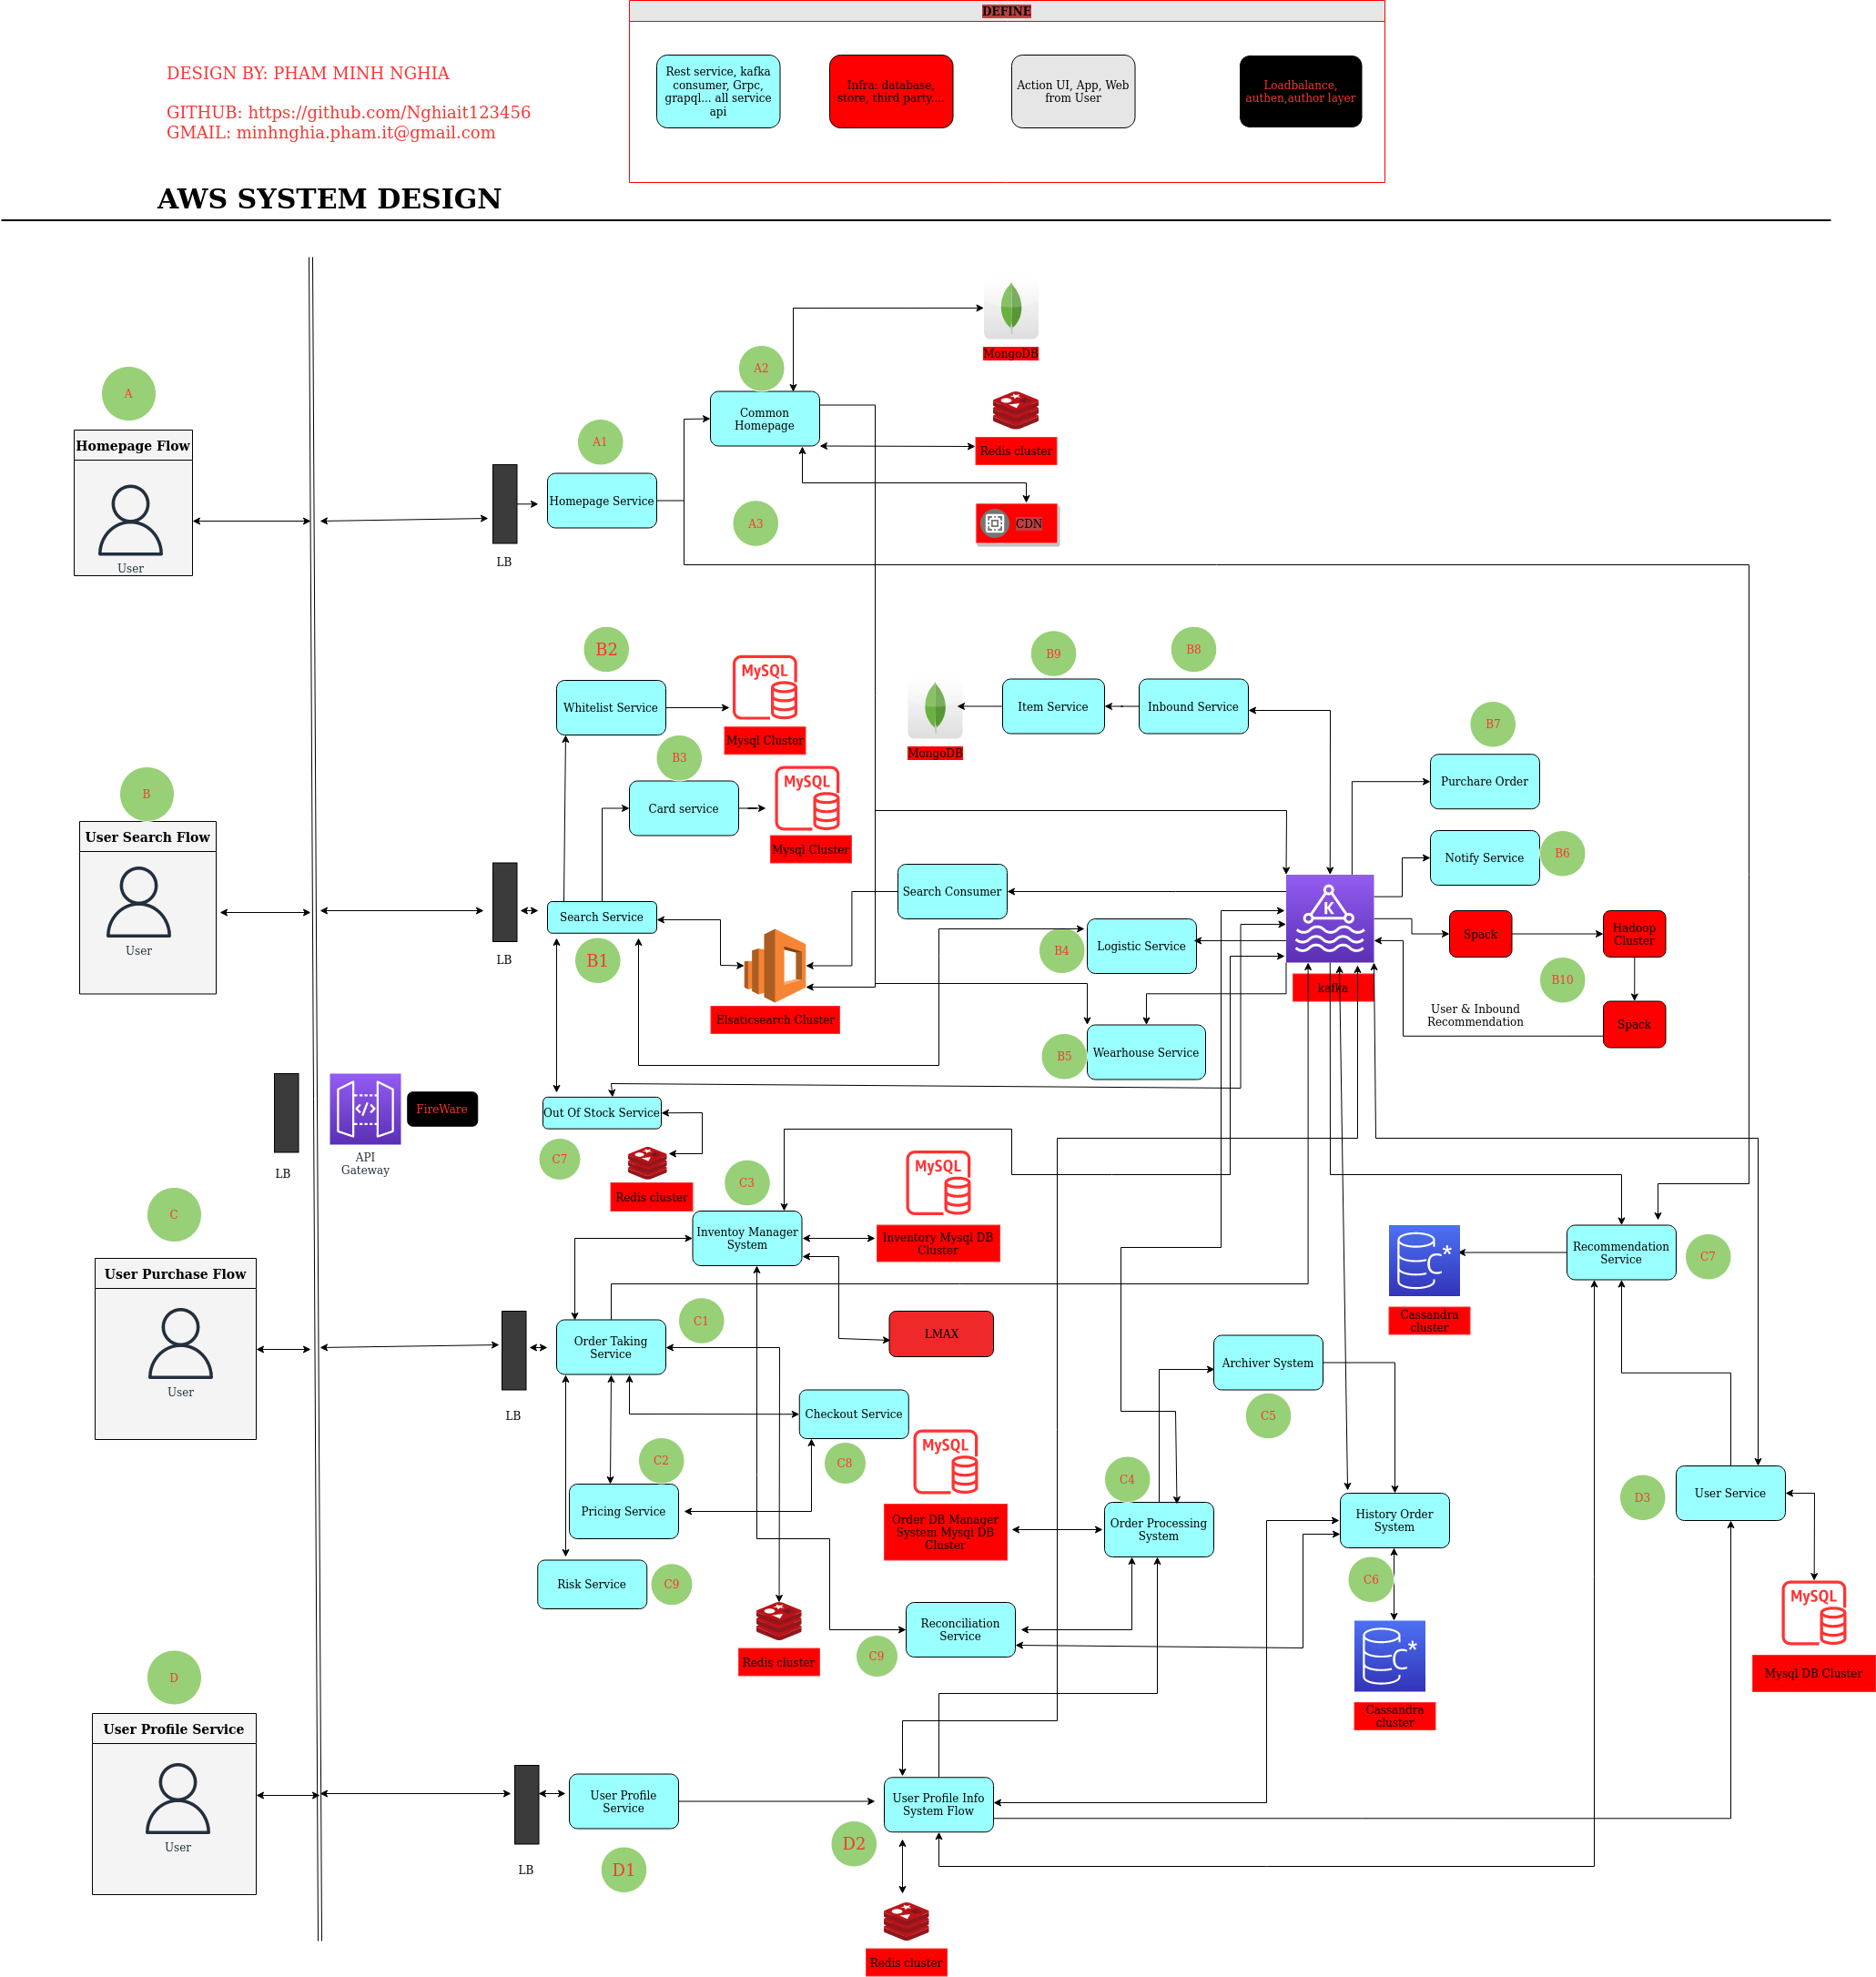 DEFINE
Rest service, kafka
consumer, Grpc,
grapql... all service
api
Infra: database,
store, third party....
Action UI, App, Web
from User
Loadbalance,
authen,author layer
DESIGN BY: PHAM MINH NGHIA
GITHUB: https://github.com/Nghiait123456
GMAIL: minhnghia.pham.it@gmail.com
AWS SYSTEM DESIGN
MongoDB
A2
A
Common
Homepage
Redis cluster
A1
Homepage Flow
User
Homepage Service
A3
CDN
LB
B2
B9
B8
Whitelist Service
MySQL
Mysql Cluster
Item Service
Inbound Service
MongoDB
B7
Purchare Order
B3
B
Card service
MySQL
Mysql Cluster
User Search Flow
User
Notify Service
B6
Search Consumer
K
kafka
Search Service
B1
LB
Elsaticsearch Cluster
B4
Logistic Service
Spack
Hadoop
Cluster
B10
User & Inbound
Recommendation
Spack
B5
Wearhouse Service
LB
</>
API
Gateway
FireWare
Out Of Stock Service
C7
Redis cluster
C3
MySQL
Inventory Mysql DB
Cluster
C
Inventoy Manager
System
C*
Cassandra
cluster
Recommendation
Service
C7
User Purchase Flow
User
LB
Order Taking
Service
C1
LMAX
Archiver System
C5
Checkout Service
C8
C2
Pricing Service
MySQL
Order DB Manager
System Mysql DB
Cluster
C4
Order Processing
System
History Order
System
D3
User Service
Risk Service
C9
C6
MySQL
Mysql DB Cluster
Redis cluster
Reconciliation
Service
C9
C*
Cassandra
cluster
D
User Profile Service
User
LB
User Profile
Service
D1
User Profile Info
System Flow
D2
Redis cluster